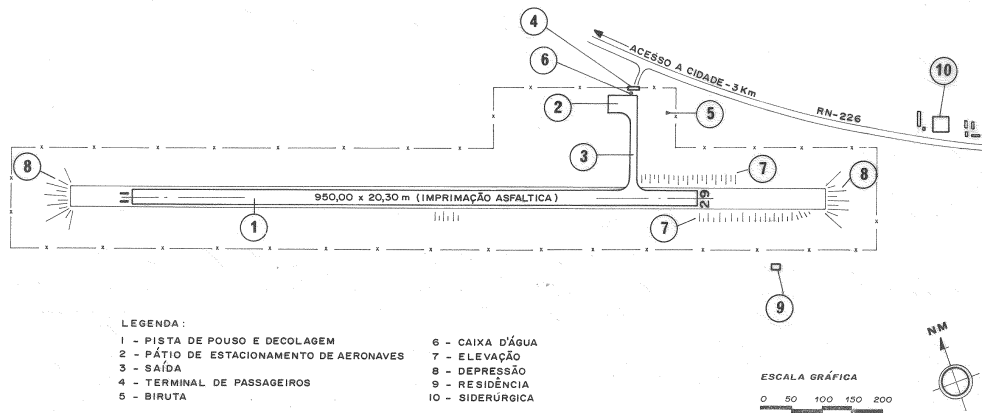 4
6
ACESSO A CIDADE-3Km
10
2
5
RN-226
3
8
7
8
11
950,00 x 20,30 m (IMPRIMAÇÃO ASFALTICA)
29
1
7
9
LEGENDA:
1 - PISTA DE POUSO E DECOLAGEM
2 - PÁTIO DE ESTACIONAMENTO DE AERONAVES
3 - SAÍDA
4 - TERMINAL DE PASSAGEIROS
5 - BIRUTA
6 - CAIXA D'ÁGUA
7 - ELEVAÇÃO
8 - DEPRESSÃO
9 - RESIDÊNCIA
10 - SIDERÚRGICA
NM
ESCALA GRÁFICA
0 50 100 150 200